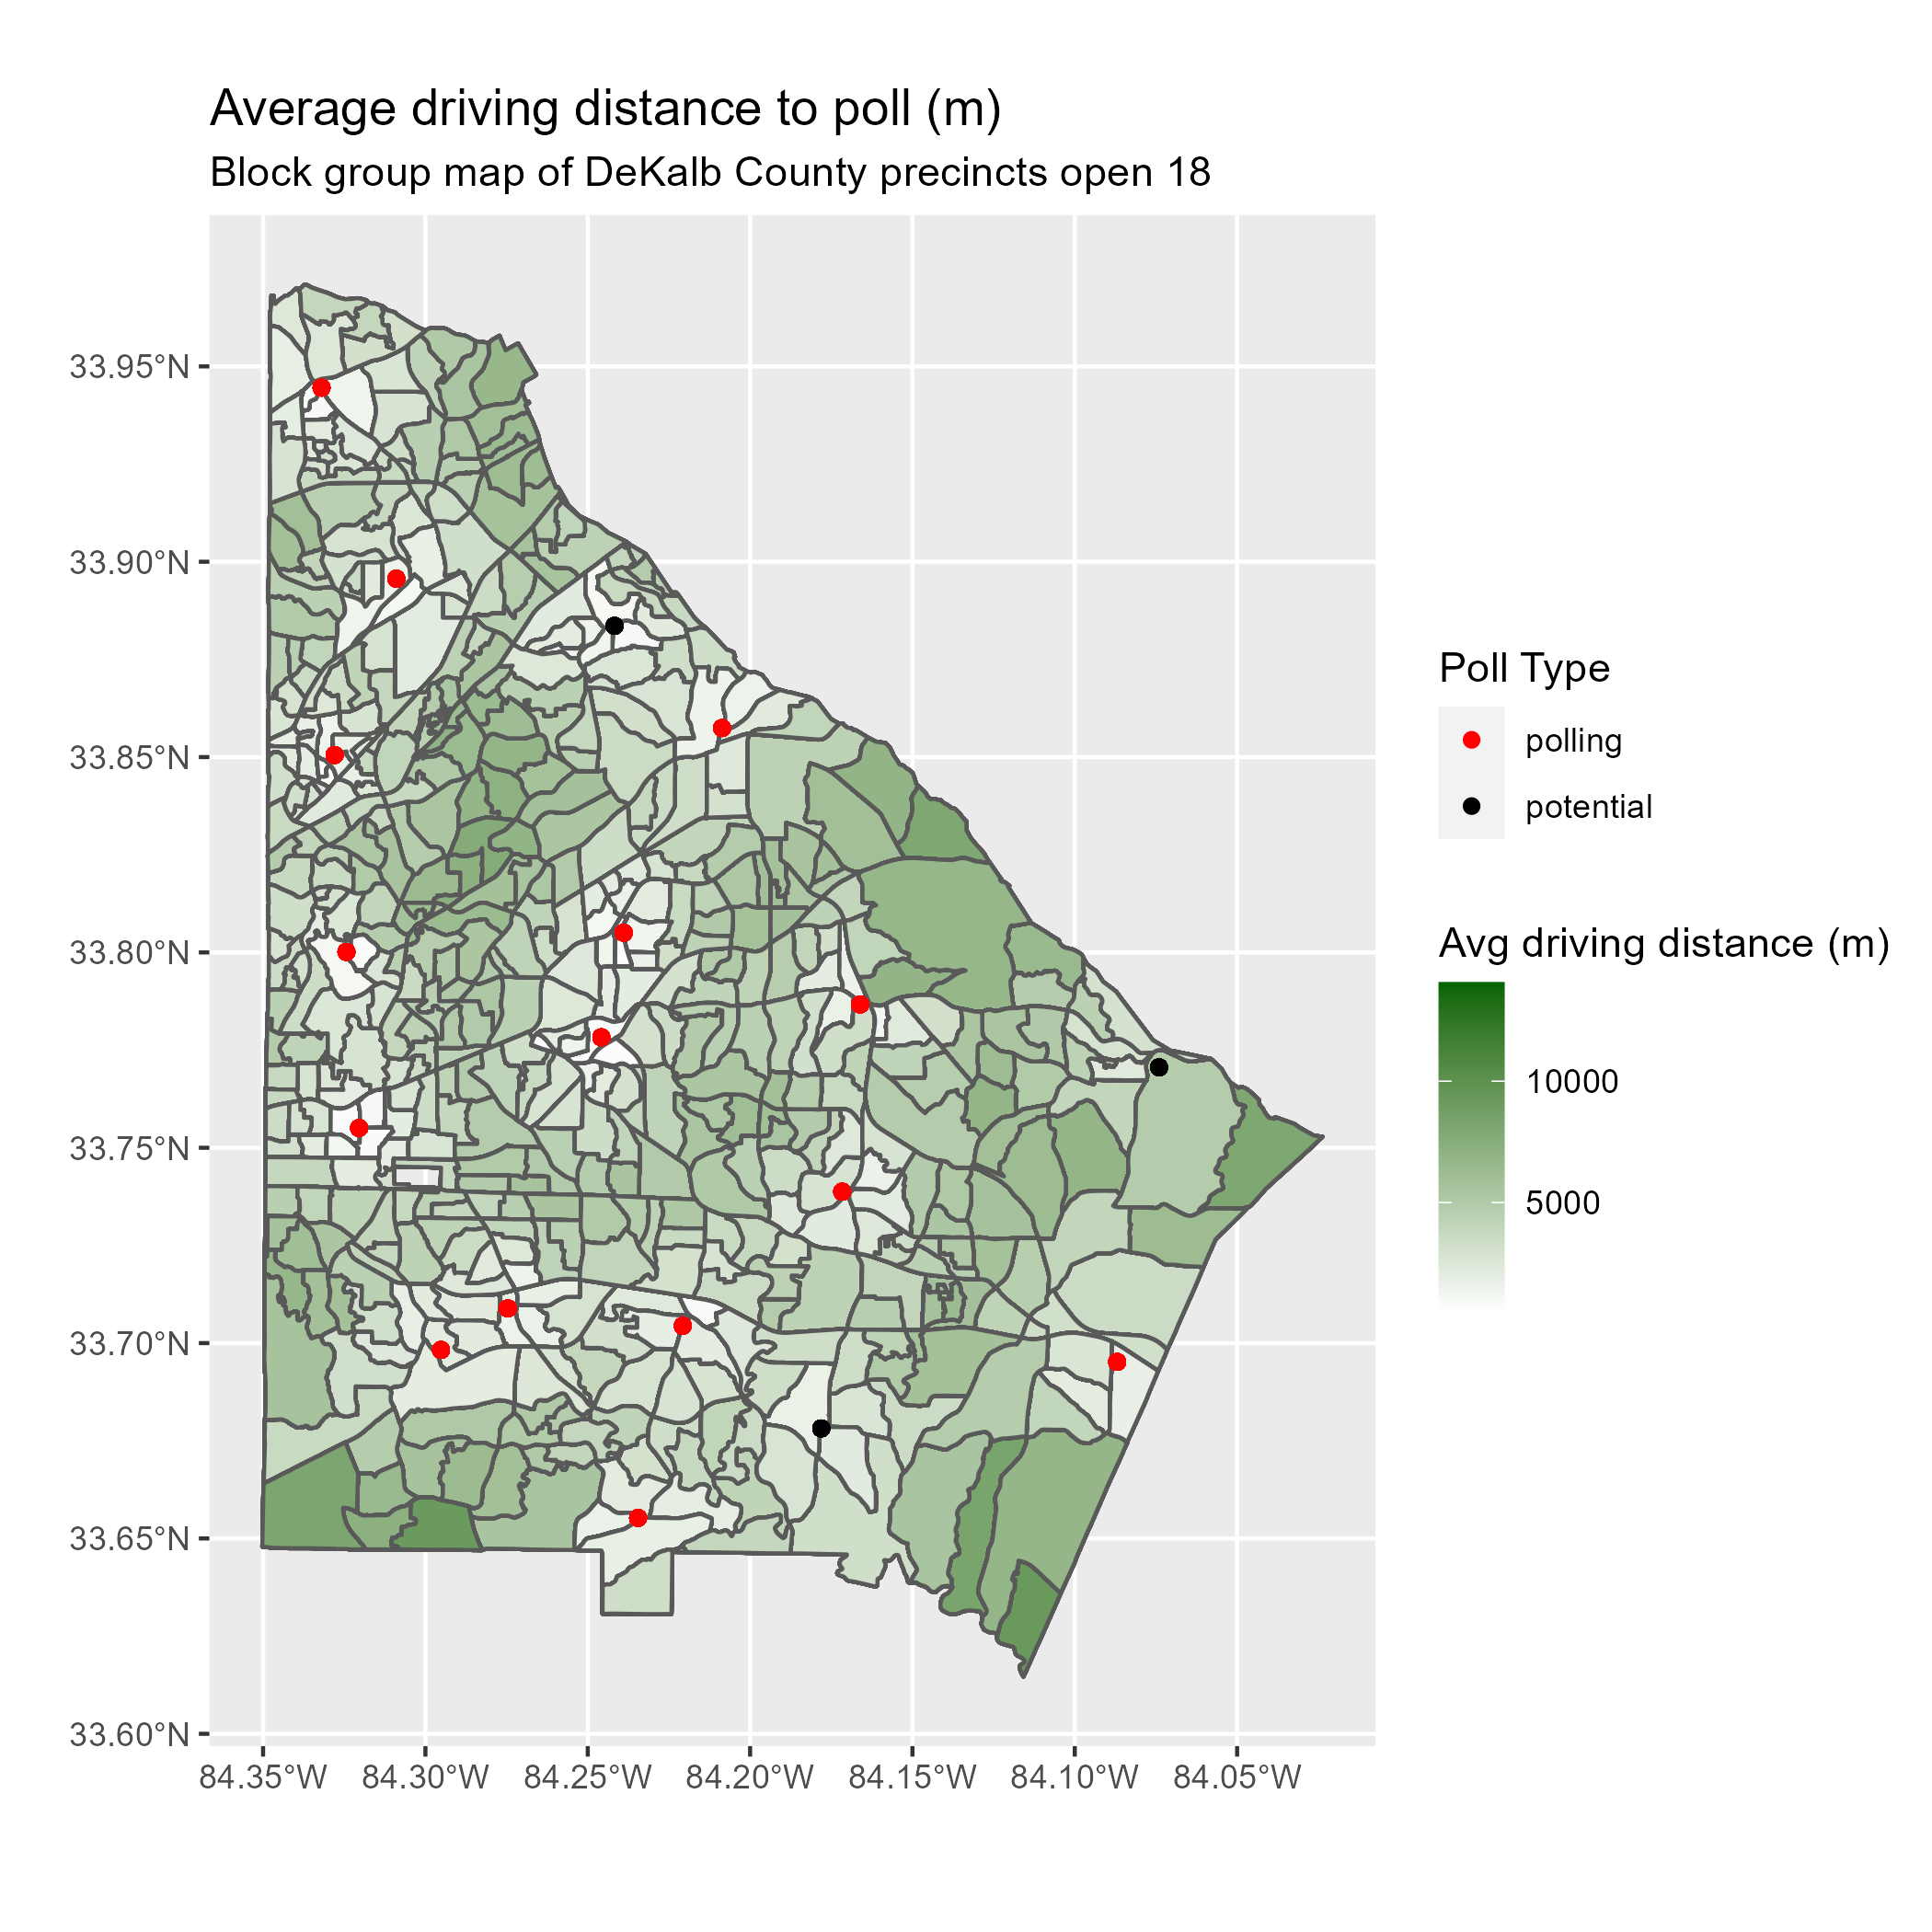 Average driving distance to poll (m)
Block group map of DeKalb County precincts open 18
33.95°N
33.90°N
33.85°N
33.80°N
33.75°N
33.70°N
33.65°N
33.60°N
84.35°W 84.30°W 84.25°W 84.20°W 84.15°W 84.10°W 84.05°W
Poll Type
polling
potential
Avg driving distance (m)
10000
5000